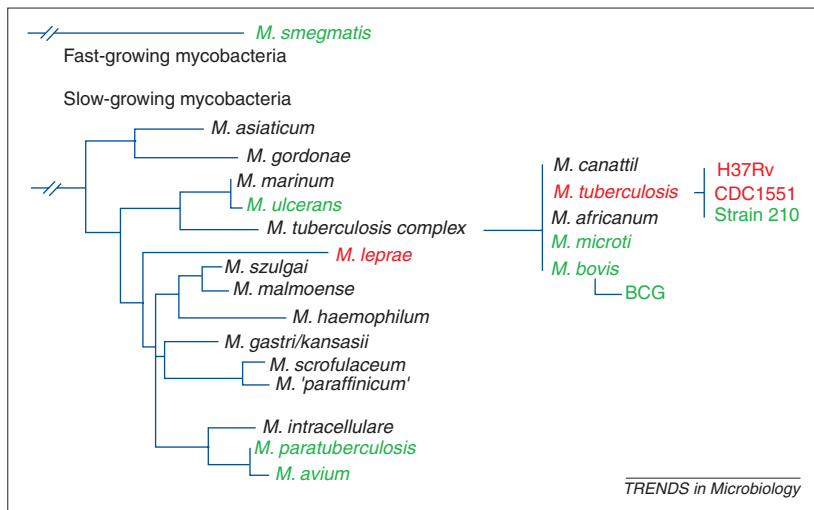 M. smegmatis
Fast-growing mycobacteria
Slow-growing mycobacteria
M. asiaticum
M. gordonae
M. marinum
M. ulcerans
M. tuberculosis complex
M. leprae
M. szulgai
M. malmoense
M. haemophilum
M. gastri/kansasii
M. scrofulaceum
M. 'paraffinicum'
M. intracellulare
M. paratuberculosis
M. avium
M. canattil
M. tuberculosis
M. africanum
M. microti
M. bovis
BCG
H37Rv
CDC1551
Strain 210
TRENDS in Microbiology